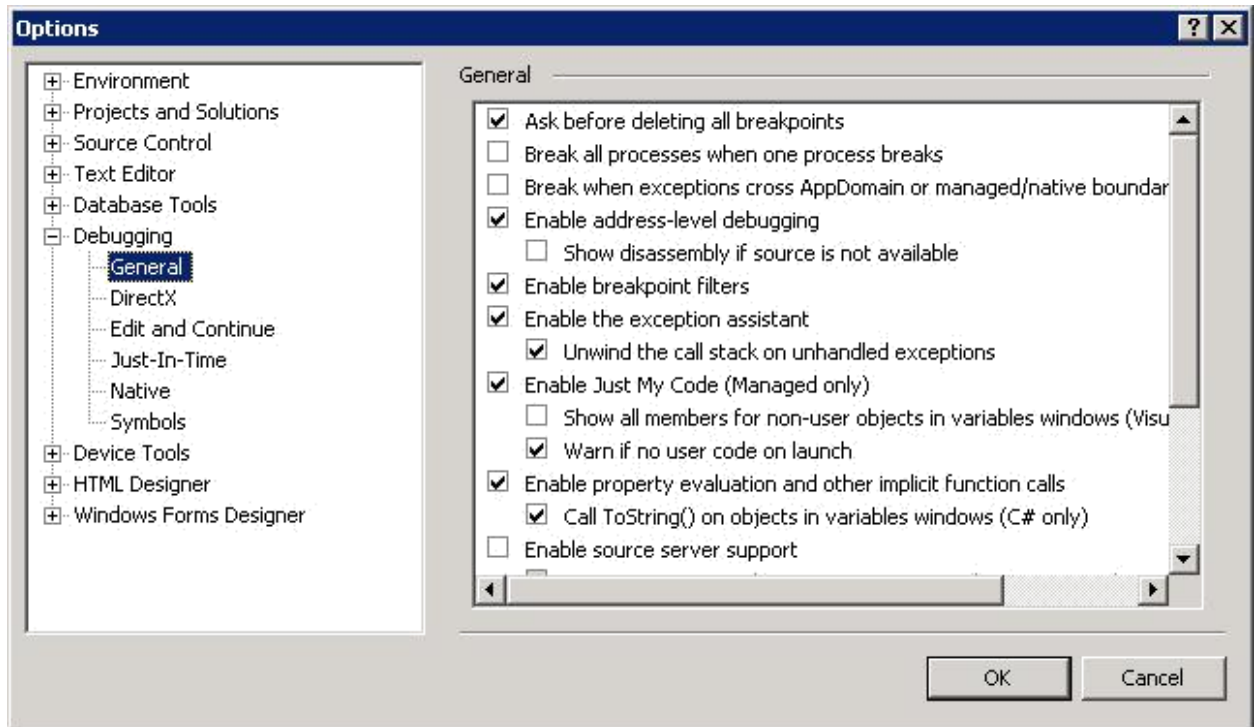 Options
Environment
Projects and Solutions
Source Control
Text Editor
Database Tools
Debugging
General
DirectX
Edit and Continue
Just-In-Time
Native
Symbols
Device Tools
HTML Designer
Windows Forms Designer
General
Ask before deleting all breakpoints
Break all processes when one process breaks
Break when exceptions cross AppDomain or managed/native boundar
Enable address-level debugging
Show disassembly if source is not available
Enable breakpoint filters
Enable the exception assistant
Unwind the call stack on unhandled exceptions
Enable Just My Code (Managed only)
Show all members for non-user objects in variables windows (Visu
Warn if no user code on launch
Enable property evaluation and other implicit function calls
Call ToString() on objects in variables windows (C# only)
Enable source server support
OK
Cancel